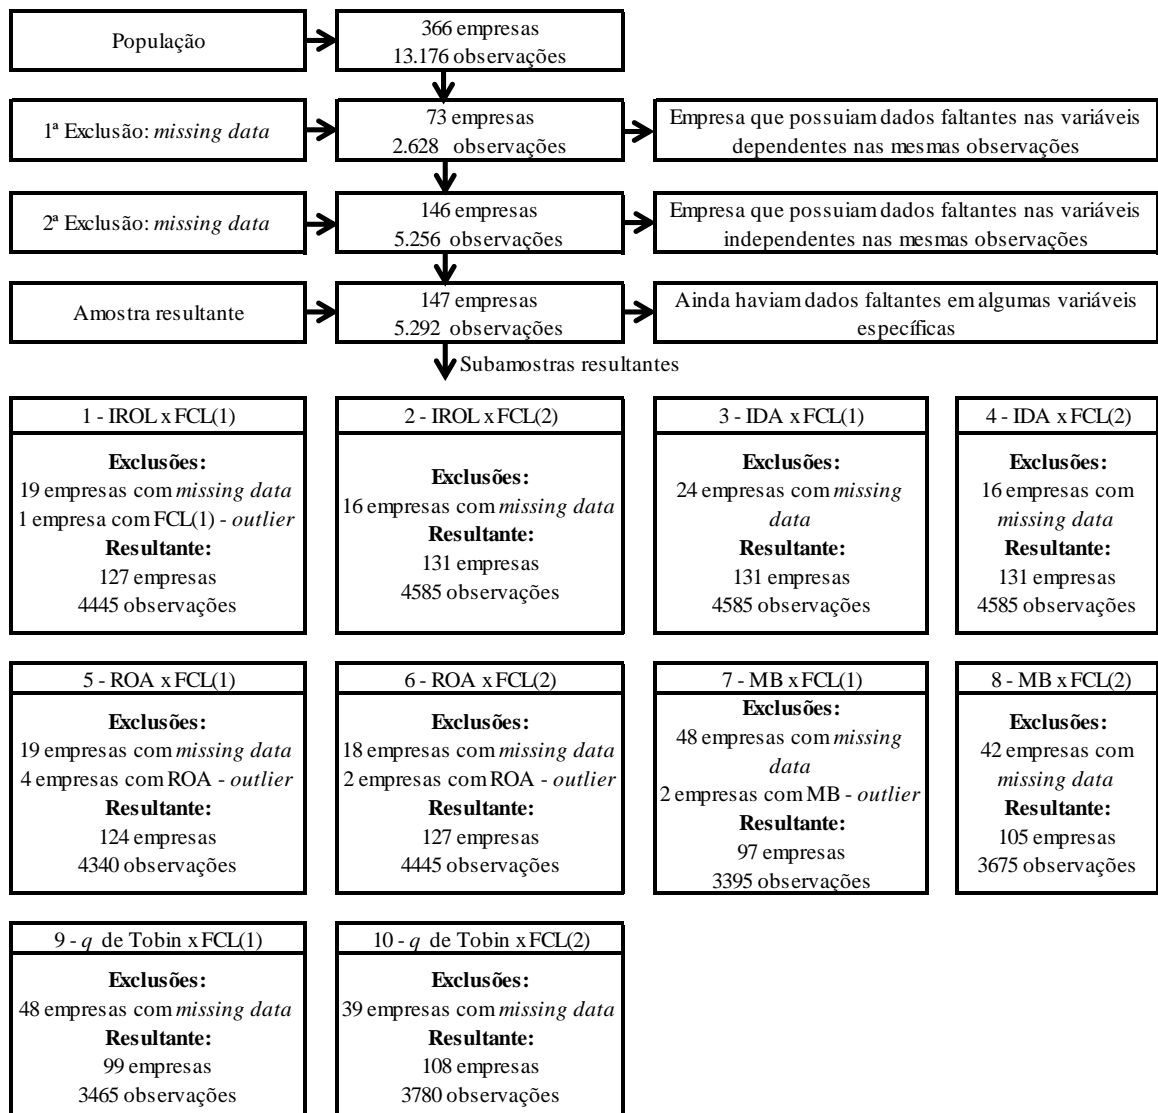 População
366 empresas
13.176 observações
1ª Exclusão: missing data
73 empresas
2.628 observações
Empresa que possuiam dados faltantes nas variáveis
dependentes nas mesmas observações
2ª Exclusão: missing data
146 empresas
5.256 observações
Empresa que possuiam dados faltantes nas variáveis
independentes nas mesmas observações
Amostra resultante
147 empresas
5.292 observações
Ainda haviam dados faltantes em algumas variáveis
específicas
Subamostras resultantes
1 - IROL x FCL(1)
Exclusões:
19 empresas com missing data
1 empresa com FCL(1) - outlier
Resultante:
127 empresas
4445 observações
2 - IROL x FCL(2)
Exclusões:
16 empresas com missing data
Resultante:
131 empresas
4585 observações
3 - IDA x FCL(1)
Exclusões:
24 empresas com missing
data
Resultante:
131 empresas
4585 observações
4 - IDA x FCL(2)
Exclusões:
16 empresas com
missing data
Resultante:
131 empresas
4585 observações
5 - ROA x FCL(1)
Exclusões:
19 empresas com missing data
4 empresas com ROA - outlier
Resultante:
124 empresas
4340 observações
6 - ROA x FCL(2)
Exclusões:
18 empresas com missing data
2 empresas com ROA - outlier
Resultante:
127 empresas
4445 observações
7 - MB x FCL(1)
Exclusões:
48 empresas com missing
data
2 empresas com MB - outlier
Resultante:
97 empresas
3395 observações
8 - MB x FCL(2)
Exclusões:
42 empresas com
missing data
Resultante:
105 empresas
3675 observações
9 - q de Tobin x FCL(1)
Exclusões:
48 empresas com missing data
Resultante:
99 empresas
3465 observações
10 - q de Tobin x FCL(2)
Exclusões:
39 empresas com missing data
Resultante:
108 empresas
3780 observações